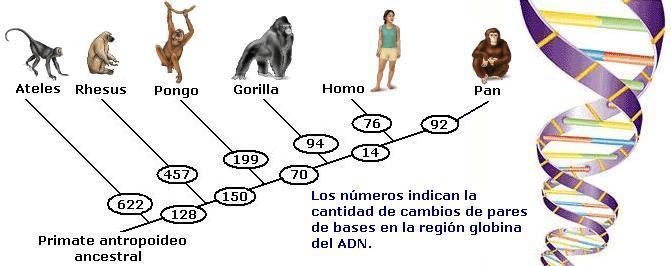 Ateles Rhesus Pongo Gorilla Homo Pan
76 92
94 14
199 70
457 150
622 128
Los números indican la
cantidad de cambios de pares
de bases en la región globina
del ADN.
Primate antropoideo
ancestral